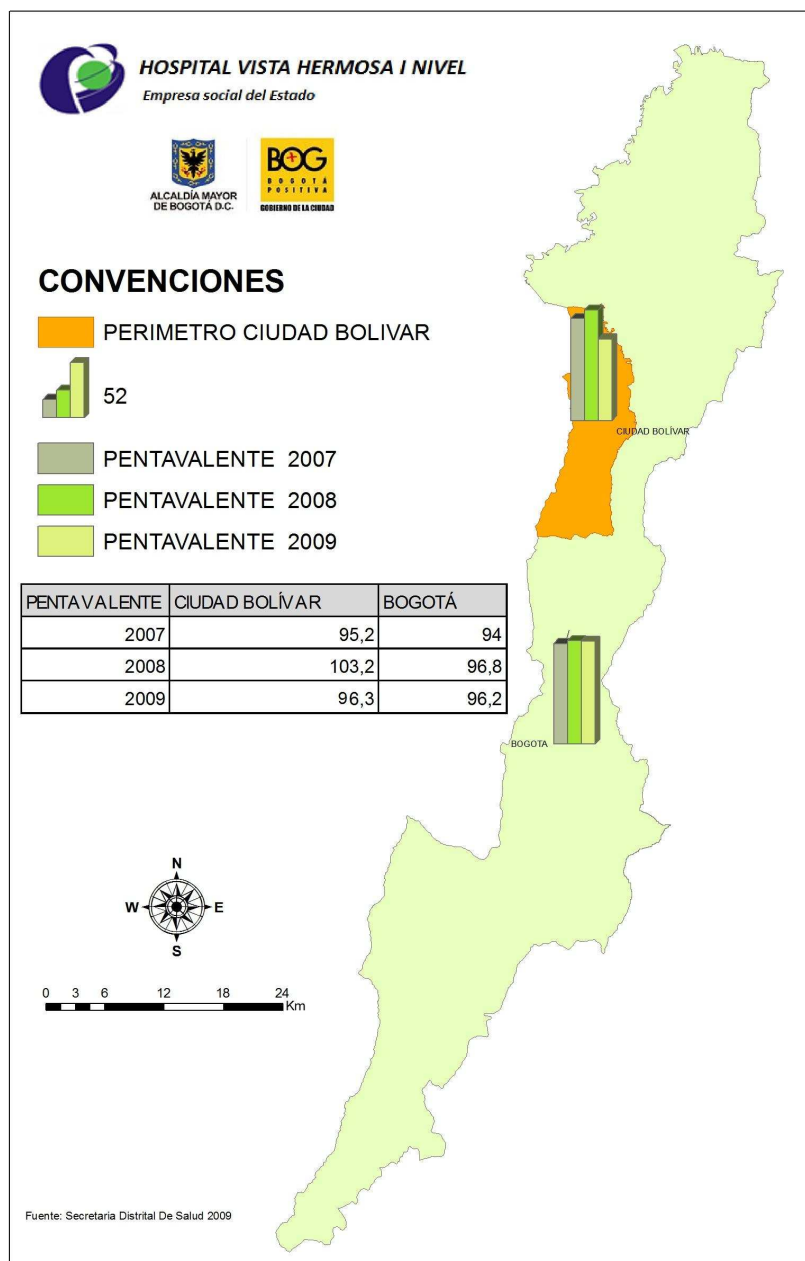 HOSPITAL VISTA HERMOSA I NIVEL
Empresa social del Estado
ALCALDÍA MAYOR
DE BOGOTÁ D.C.
BOG
BOGOTÁ
POSITIVA
GOBIERNO DE LA CIUDAD
CONVENCIONES
PERIMETRO CIUDAD BOLIVAR
52
PENTAVALENTE 2007
PENTAVALENTE 2008
PENTAVALENTE 2009
CIUDAD BOLÍVAR
PENTAVALENTE CIUDAD BOLÍVAR BOGOTÁ
2007 95,2 94
2008 103,2 96,8
2009 96,3 96,2
BOGOTA
N
W E
S
0 3 6 12 18 24
Km
Fuente: Secretaria Distrital De Salud 2009